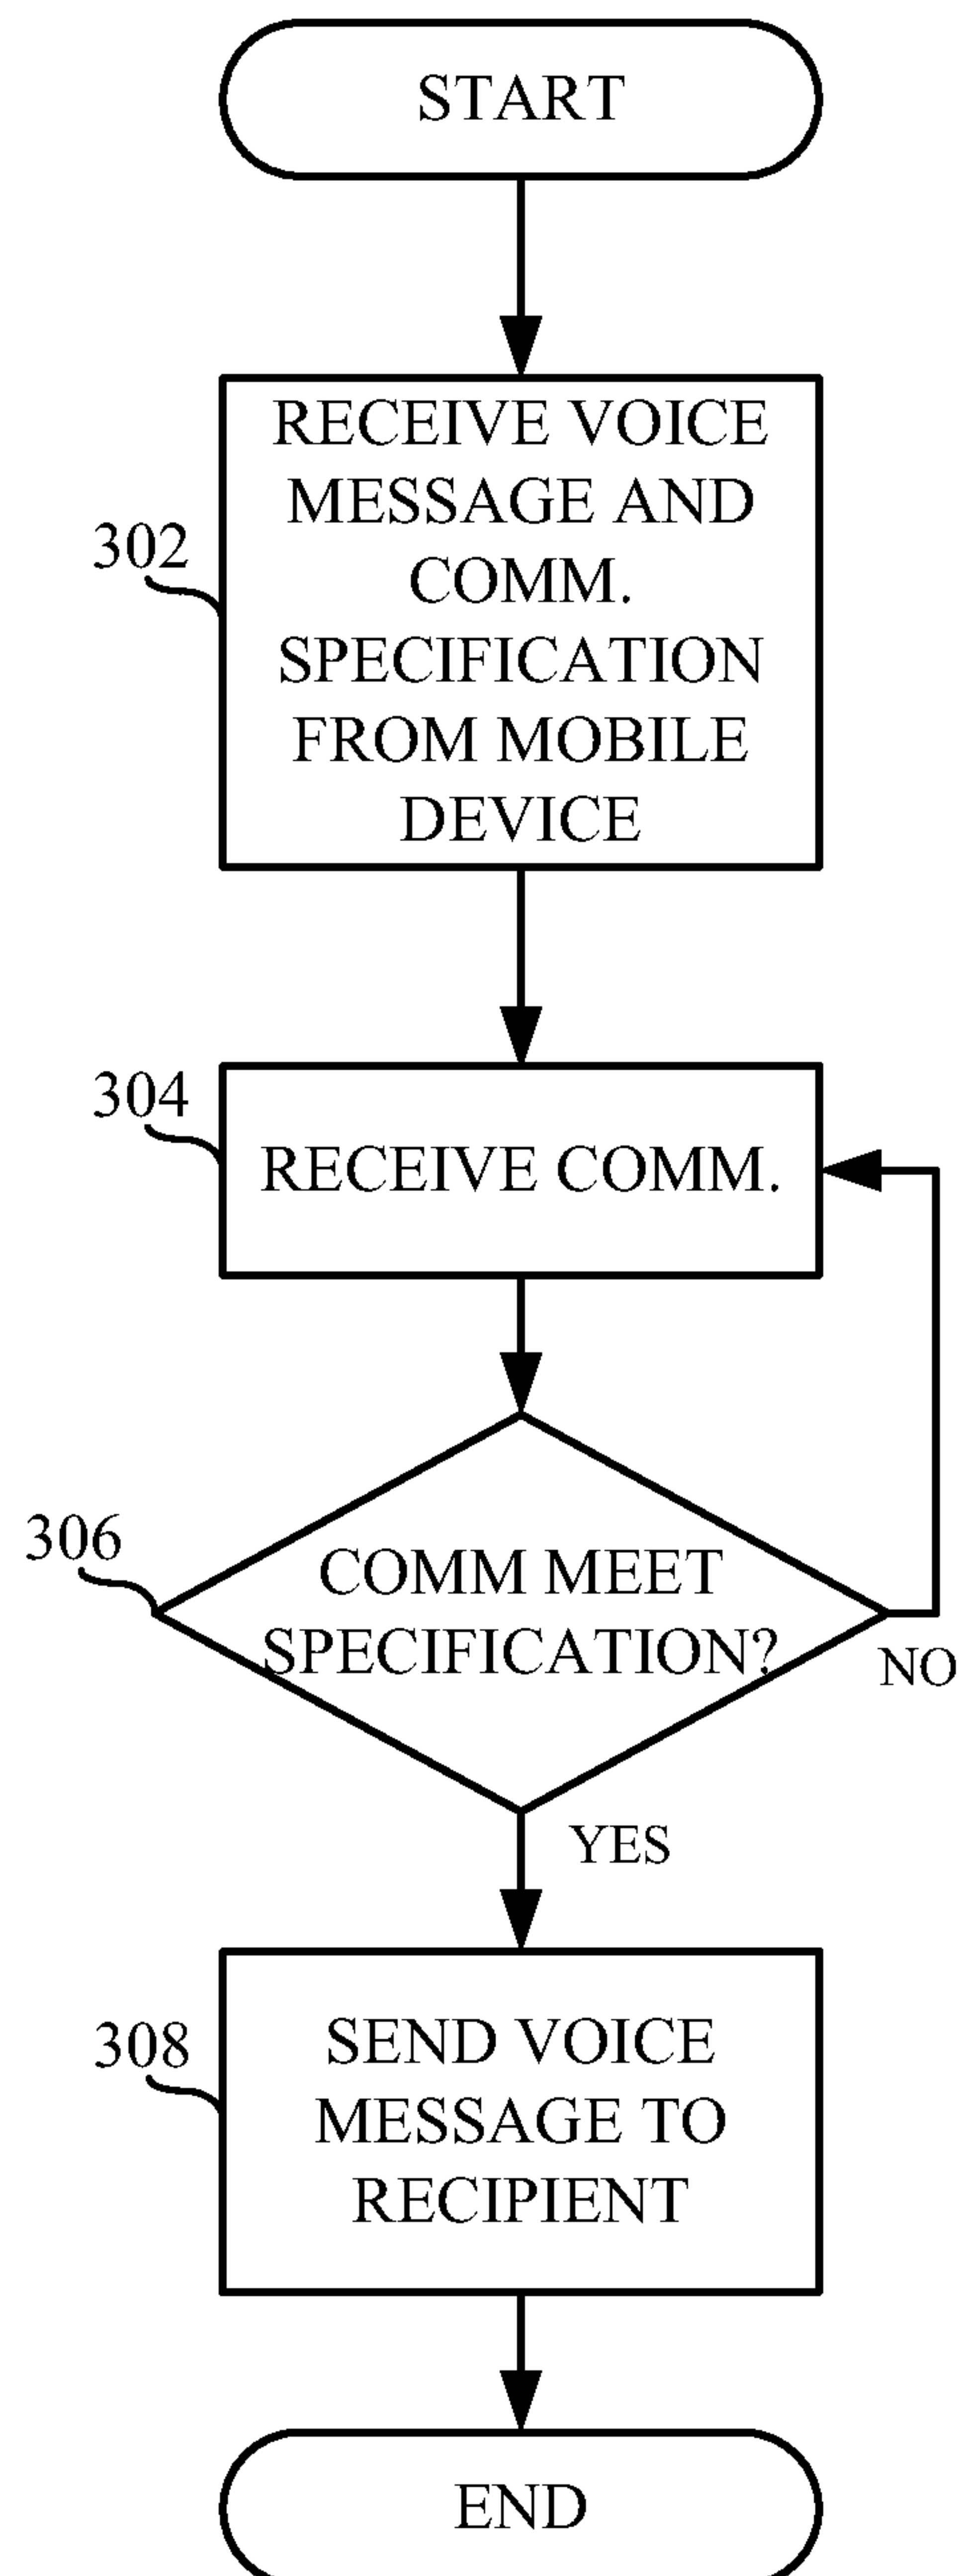 START
RECEIVE VOICE
MESSAGE AND
302
COMM.
SPECIFICATION
FROM MOBILE
DEVICE
304
RECEIVE COMM.
306
COMM MEET
SPECIFICATION?
NO
YES
308
SEND VOICE
MESSAGE TO
RECIPIENT
END